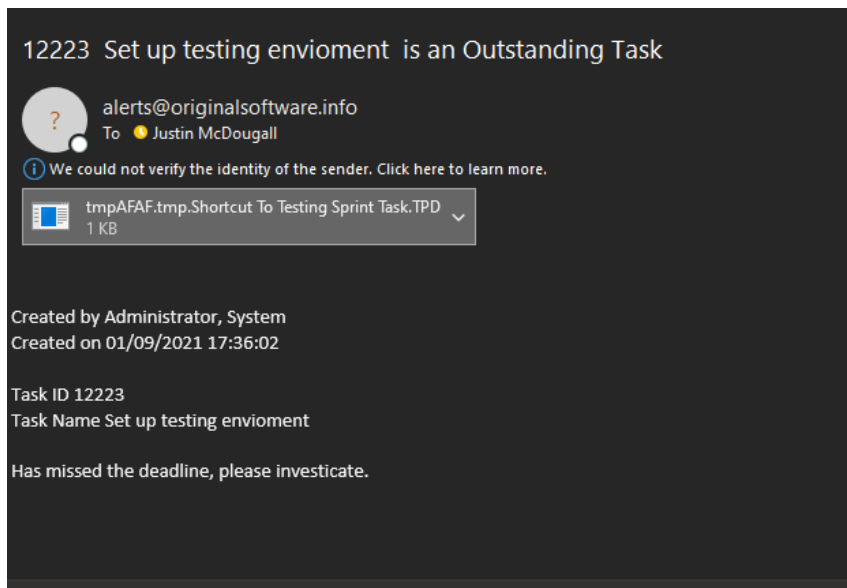 12223  Set up testing envioment  is an Outstanding Task
?
alerts@originalsoftware.info
To Justin McDougall
i We could not verify the identity of the sender. Click here to learn more.
tmpAFAF.tmp.Shortcut To Testing Sprint Task.TPD
1 KB
Created by Administrator, System
Created on 01/09/2021 17:36:02
Task ID 12223
Task Name Set up testing envioment
Has missed the deadline, please investicate.